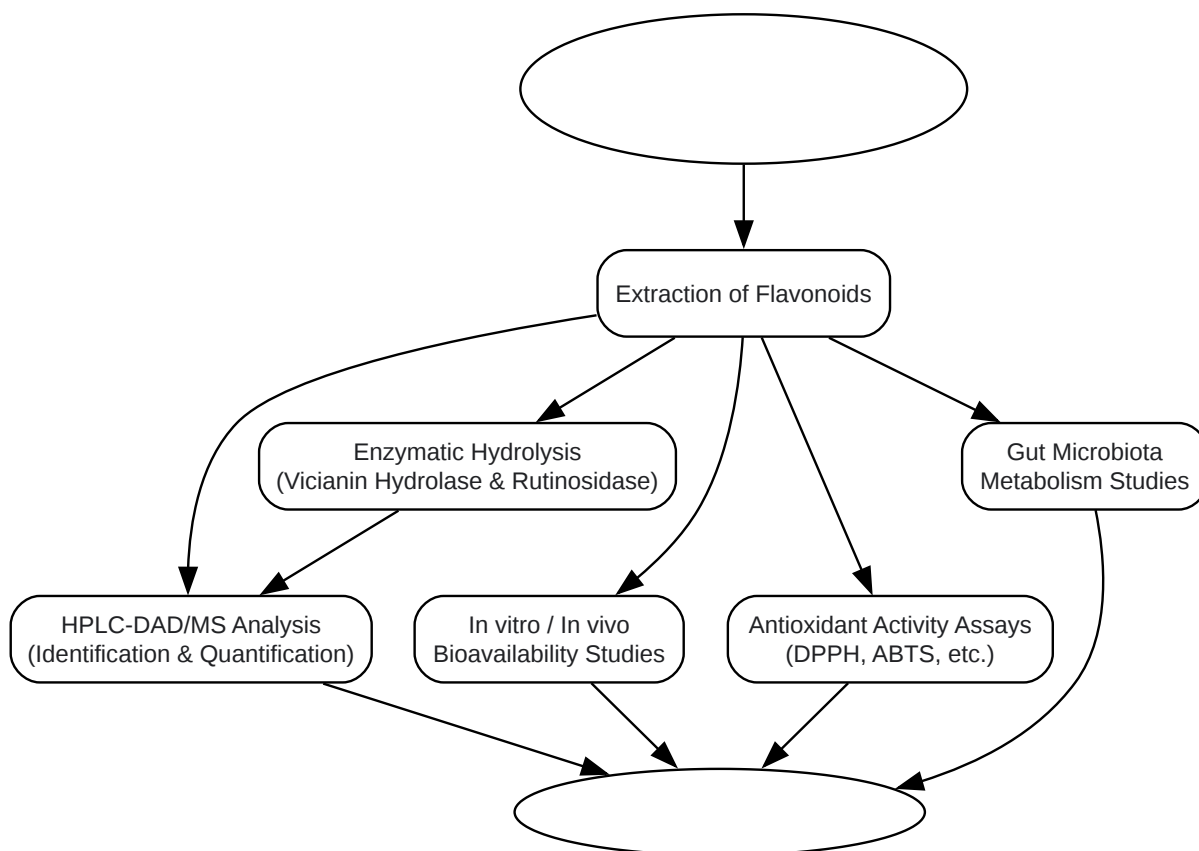 Extraction of Flavonoids
Enzymatic Hydrolysis
(Vicianin Hydrolase & Rutinosidase)
Gut Microbiota
Metabolism Studies
HPLC-DAD/MS Analysis
(Identification & Quantification)
In vitro / In vivo
Bioavailability Studies
Antioxidant Activity Assays
(DPPH, ABTS, etc.)